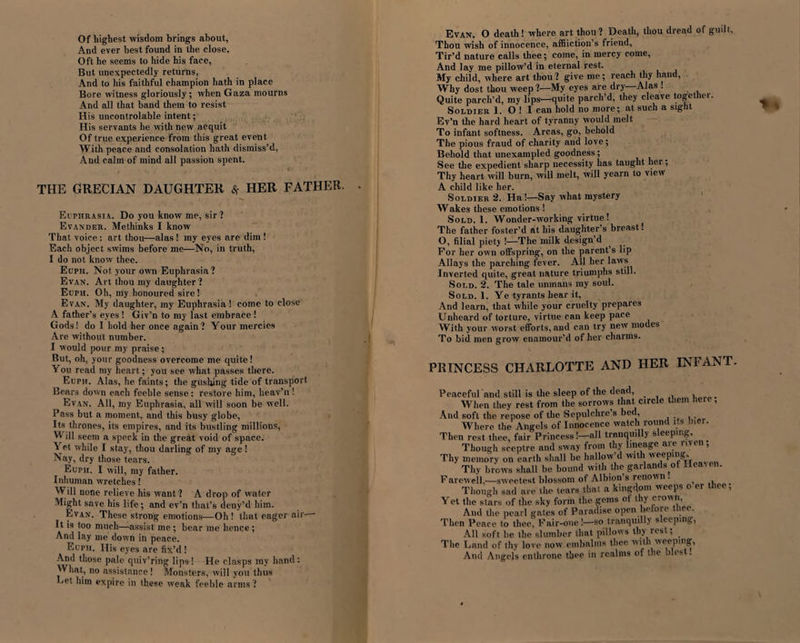 Of highest wisdom brings about,
And ever best found in the close.
Oft he seems to hide his face,
But unexpectedly returns,
And to his faithful champion hath in place
Bore witness gloriously; when Gaza mourns
And all that band them to resist
His uncontrolable intent;
His servants he with new acquit
Of true experience from this great event
With peace and consolation hath dismiss'd,
And calm of mind all passion spent.
THE GRECIAN DAUGHTER & HER FATHER.
Euphrasia. Do you know me, sir?
Evander. Methinks I know
That voice: art thou—alas! my eyes are dim!
Each object swims before me—No, in truth,
I do not know thee.
Euph. Not your own Euphrasia?
Evan. Art thou my daughter?
Euph. Oh, my honoured sire!
Evan. My daughter, my Euphrasia! come to close
A father's eyes! Giv'n to my last embrace!
Gods! do I hold her once again? Your mercies
Are without number.
I would pour my praise;
But, oh, your goodness overcome me quite!
You read my heart; you see what passes there.
Euph. Alas, he faints; the gushing tide of transport
Bears down each feeble sense: restore him, heav'n!
Evan. All, my Euphrasia, all will soon be well.
Pass but a moment, and this busy globe,
Its thrones, its empires, and its bustling millions,
Will seem a speck in the great void of space.
Yet while I stay, thou darling of my age!
Nay, dry those tears.
Euph. I will, my father.
Inhuman wretches!
Will none relieve his want? A drop of water
Might save his life; and ev'n that's deny'd him.
Evan. These strong emotions—Oh! that eager air—
It is too much—assist me; bear me hence;
And lay me down in peace.
Euph. His eyes are fix'd!
And those pale quiv'ring lips! He clasps my hand:
What, no assistance! Monsters, will you thus
Let him expire in these weak feeble arms?
Evan. O death! where art thou? Death, thou dread of guilt,
Thou wish of innocence, affliction's friend,
Tir'd nature calls thee; come, in mercy come,
And lay me pillow'd in eternal rest.
My child, where art thou? give me; reach thy hand,
Why dost thou weep?—My eyes are dry—Alas!
Quite parch'd, my lips—quite parch'd, they cleave together.
Soldier 1. O! I can hold no more; at such a sight
Ev'n the hard heart of tyranny would melt
To infant softness. Arcas, go, behold
The pious fraud of charity and love;
Behold that unexampled goodness;
See the expedient sharp necessity has taught her;
Thy heart will burn, will melt, will yearn to view
A child like her.
Soldier 2. Ha!—Say what mystery
Wakes these emotions!
Sold. 1. Wonder-working virtue!
The father foster'd at his daughter's breast!
O, filial piety!—The milk design'd
For her own offspring, on the parent's lip
Allays the parching fever. All her laws
Inverted quite, great nature triumphs still.
Sold. 2. The tale unmans my soul.
Sold. 1. Ye tyrants hear it,
And learn, that while your cruelty prepares
Unheard of torture, virtue can keep pace
With your worst efforts, and can try new modes
To bid men grow enamour'd of her charms.
PRINCESS CHARLOTTE AND HER INFANT.
Peaceful and still is the sleep of the dead,
When they rest from the sorrows that circle them here;
And soft the repose of the Sepulchre's bed,
Where the Angels of Innocence watch round its bier.
Then rest thee, fair Princess!—all tranquilly sleeping,
Though sceptre and sway from thy lineage are riven;
Thy memory on earth shall be hallow'd with weeping,
Thy brows shall be bound with the garlands of Heaven.
Farewell,—sweetest blossom of Albion's renown!
Though sad are the tears that a kingdom weeps o'er thee;
Yet the stars of the sky form the gems of thy crown,
And the pearl gates of Paradise open before thee.
Then Peace to thee, Fair-one!—so tranquilly sleeping,
All soft be the slumber that pillows thy rest;
The Land of thy love now embalms thee with weeping,
And Angels enthrone thee in realms of the blest!